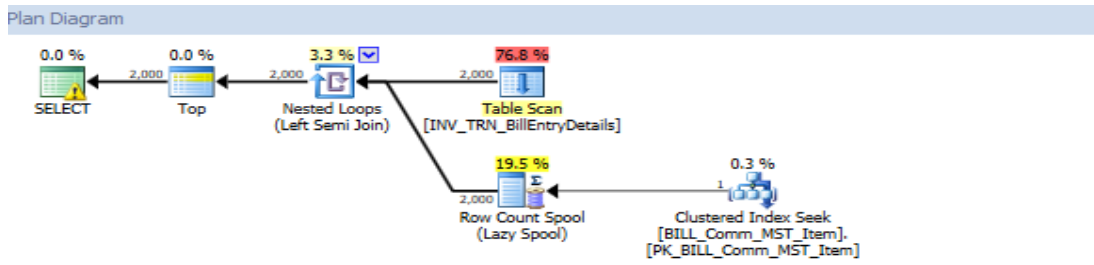 Plan Diagram
0.0 % 0.0 % 3.3 % 76.8 %
2,000 2,000 2,000
SELECT Top Nested Loops Table Scan
(Left Semi Join) [INV_TRN_BillEntryDetails]
19.5 % 0.3 %
2,000 1
Row Count Spool Clustered Index Seek
(Lazy Spool) [BILL_Comm_MST_Item].
[PK_BILL_Comm_MST_Item]